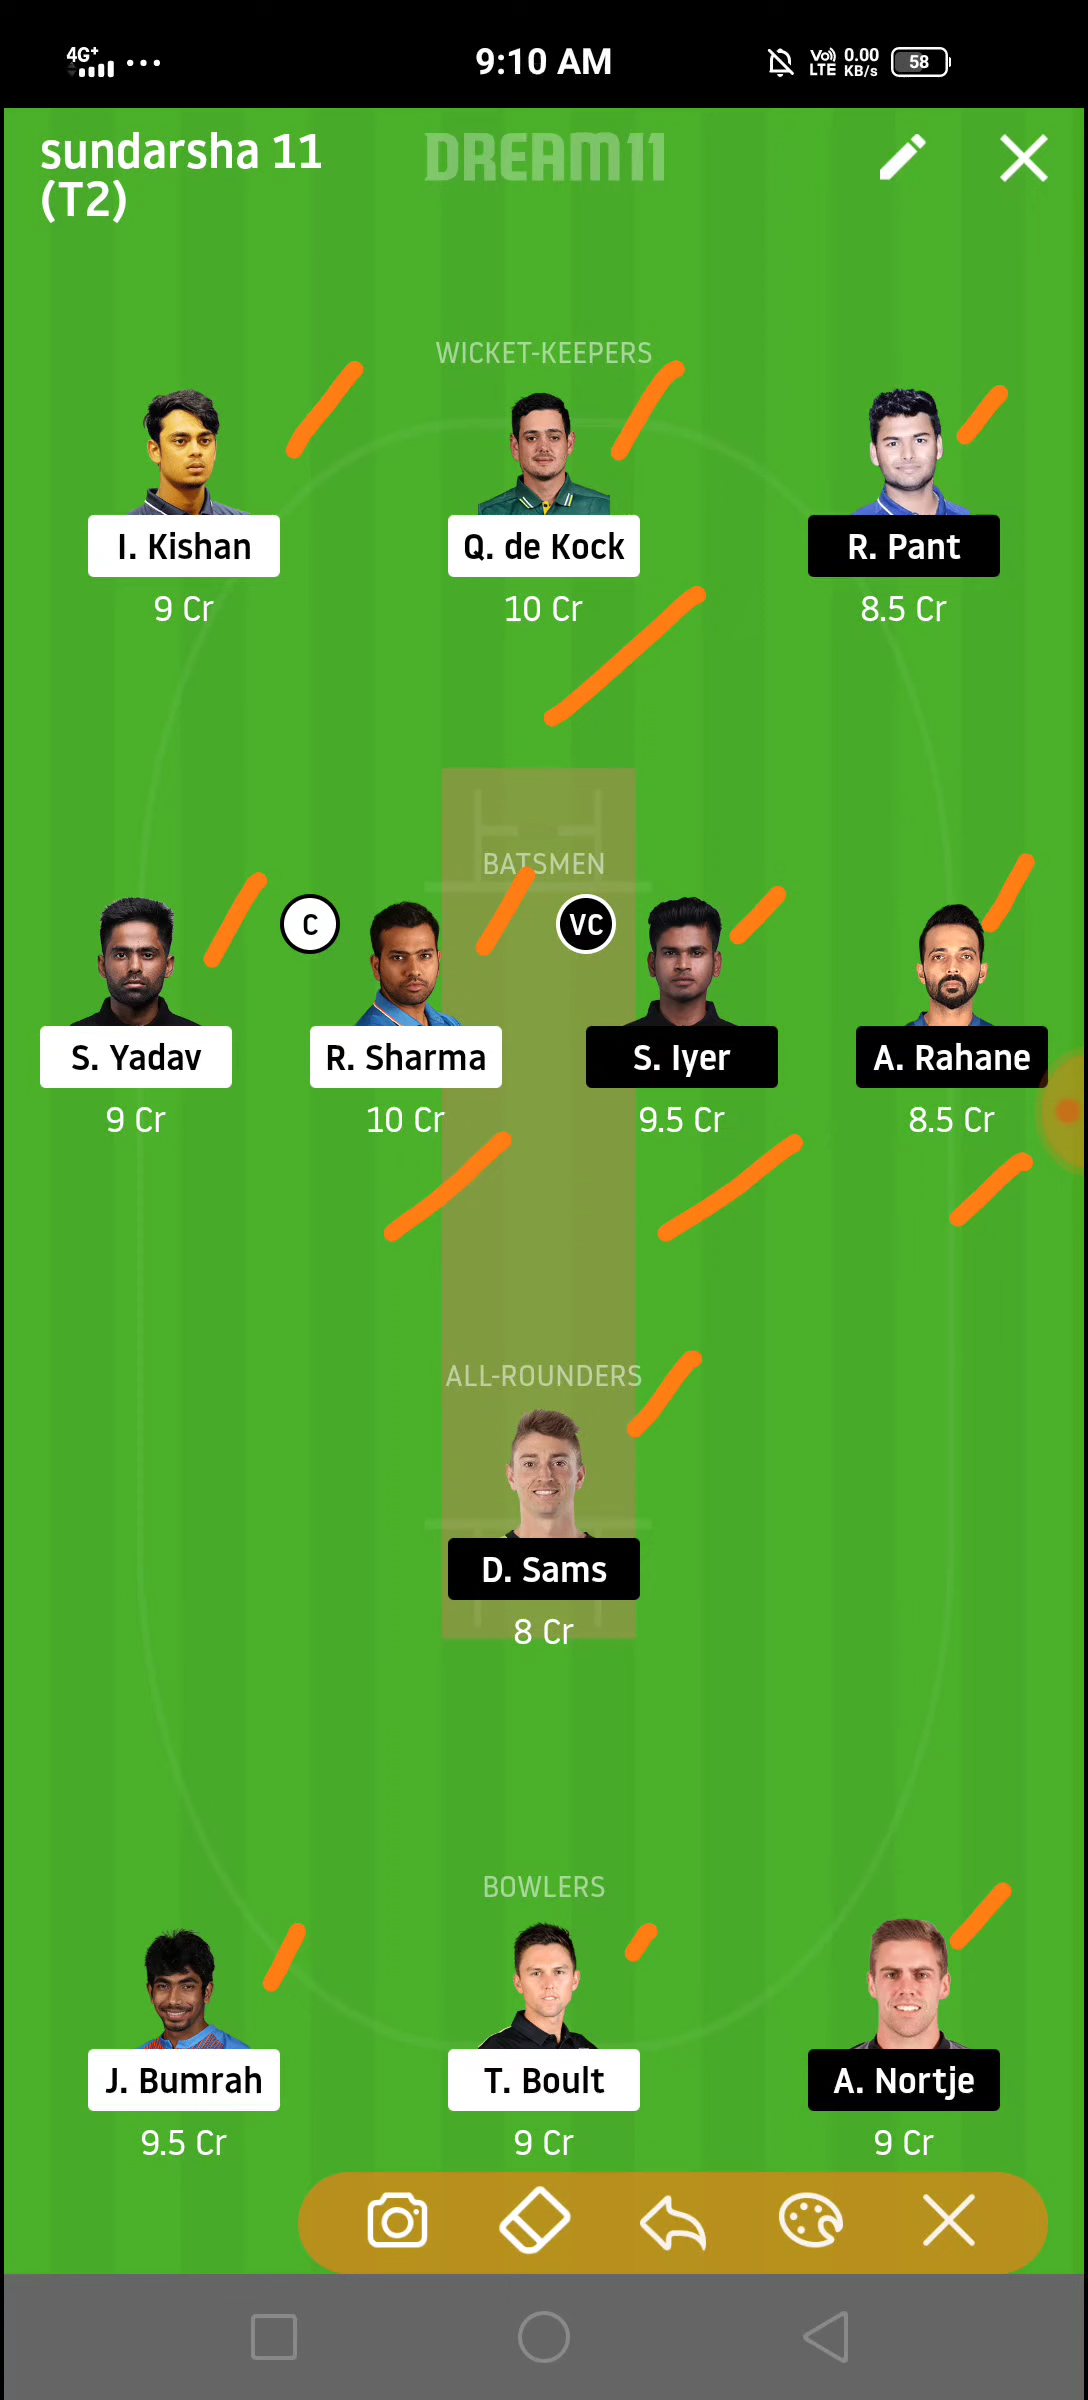 4G+
9:10 AM
Vo)) LTE
0.00 KB/s
58
sundarsha 11
(T2)
DREAM11
WICKET-KEEPERS
I. Kishan
Q. de Kock
R. Pant
9 Cr
10 Cr
8.5 Cr
BATSMEN
C
VC
S. Yadav
R. Sharma
S. Iyer
A. Rahane
9 Cr
10 Cr
9.5 Cr
8.5 Cr
ALL-ROUNDERS
D. Sams
8 Cr
BOWLERS
J. Bumrah
T. Boult
A. Nortje
9.5 Cr
9 Cr
9 Cr